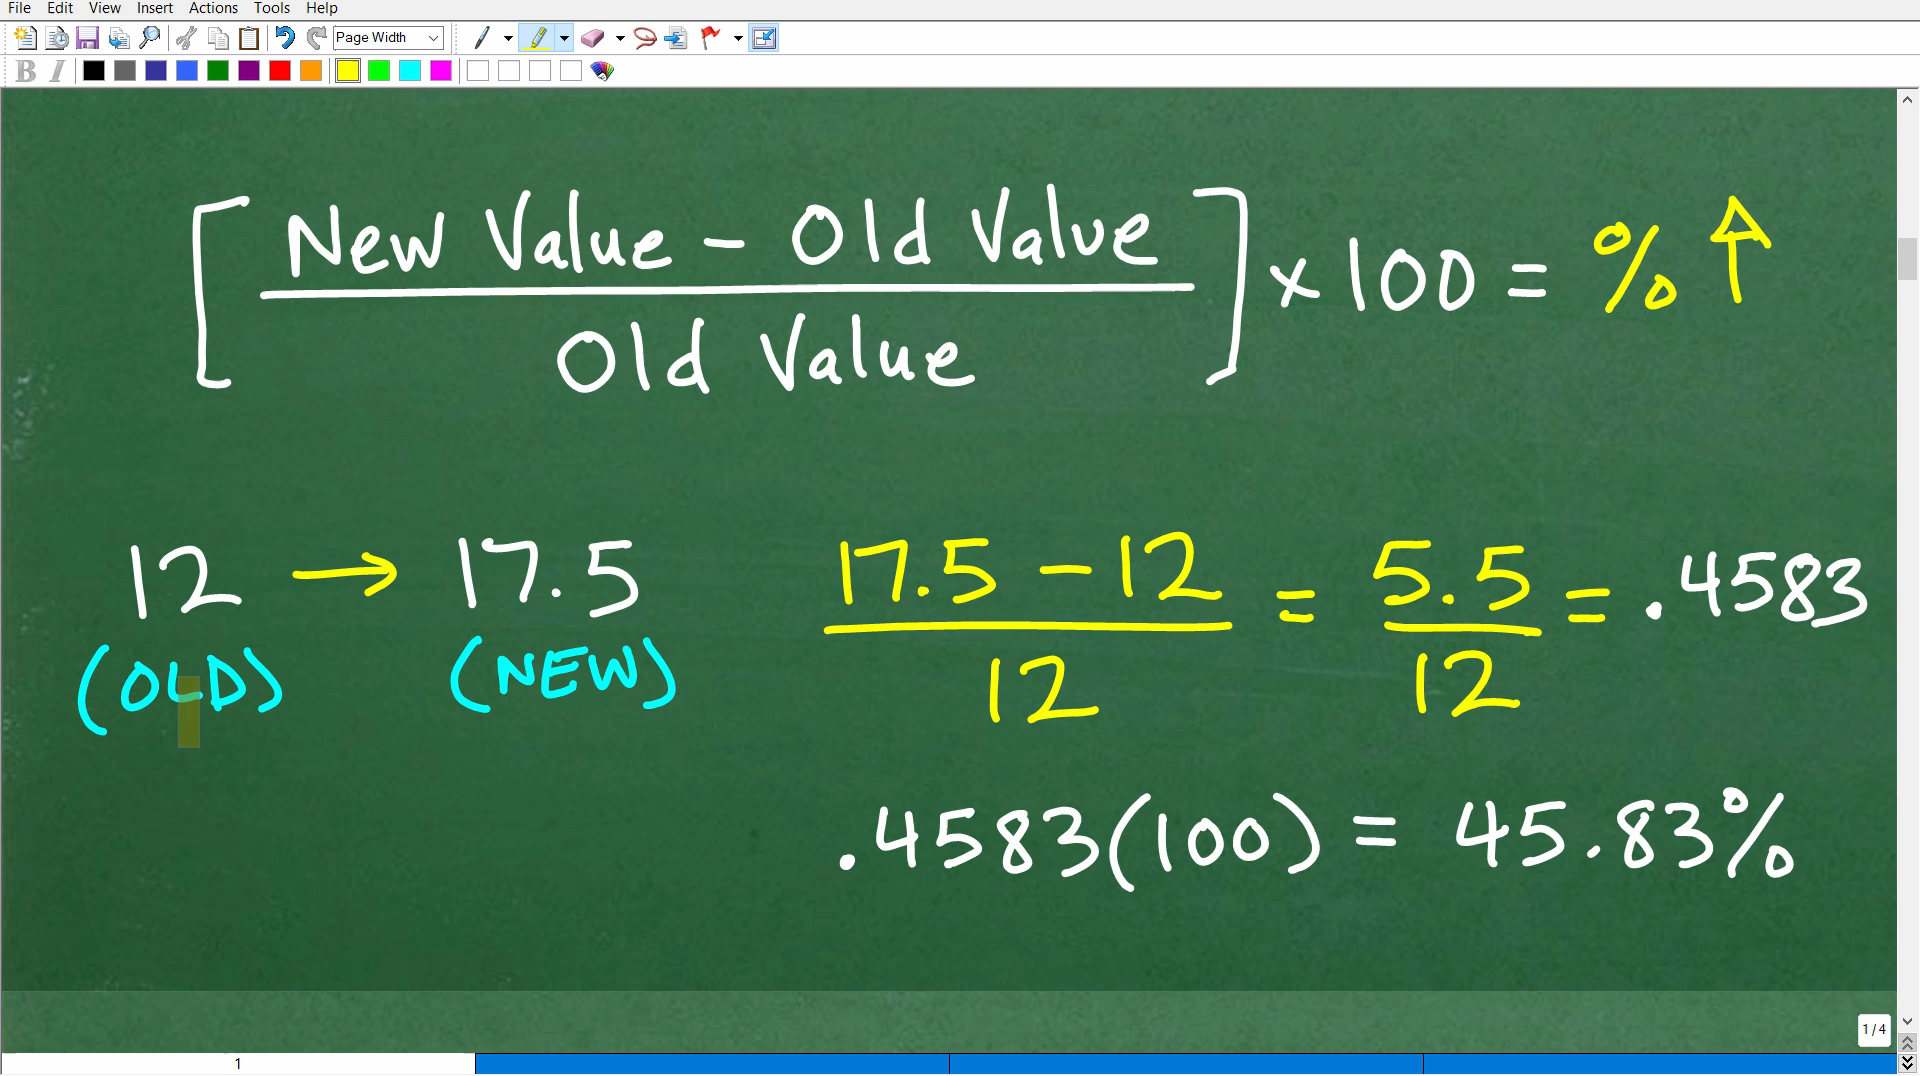 File Edit View Insert Actions Tools Help
Page Width
B I
[New Value - Old Value
Old Value] × 100 = % ↑
12 → 17.5
(OLD) (NEW)
17.5 - 12
12
= 5.5
12
= .4583
.4583(100) = 45.83%
1 / 4
1